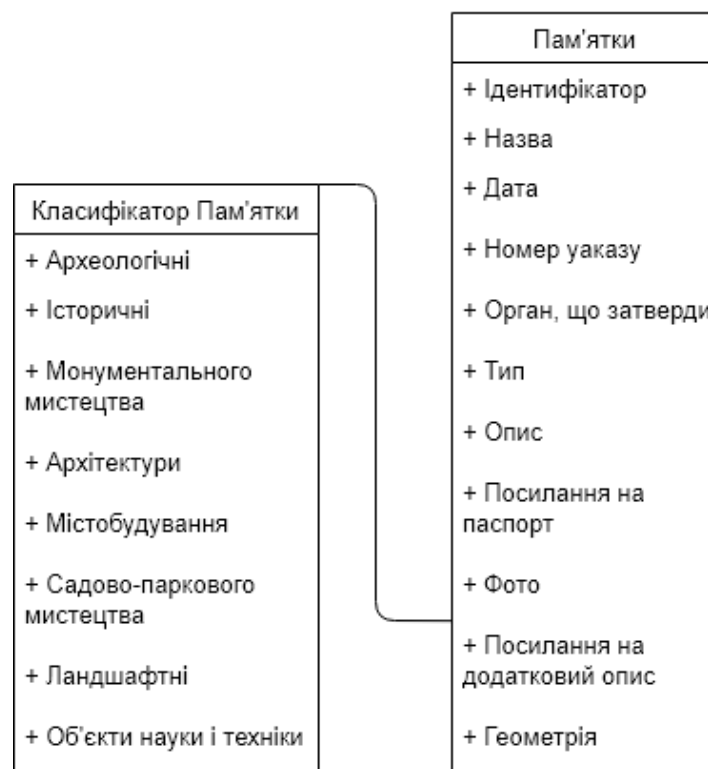 Класифікатор Пам'ятки
+ Археологічні
+ Історичні
+ Монументального
мистецтва
+ Архітектури
+ Містобудування
+ Садово-паркового
мистецтва
+ Ландшафтні
+ Об'єкти науки і техніки
Пам'ятки
+ Ідентифікатор
+ Назва
+ Дата
+ Номер уаказу
+ Орган, що затверди
+ Тип
+ Опис
+ Посилання на
паспорт
+ Фото
+ Посилання на
додатковий опис
+ Геометрія